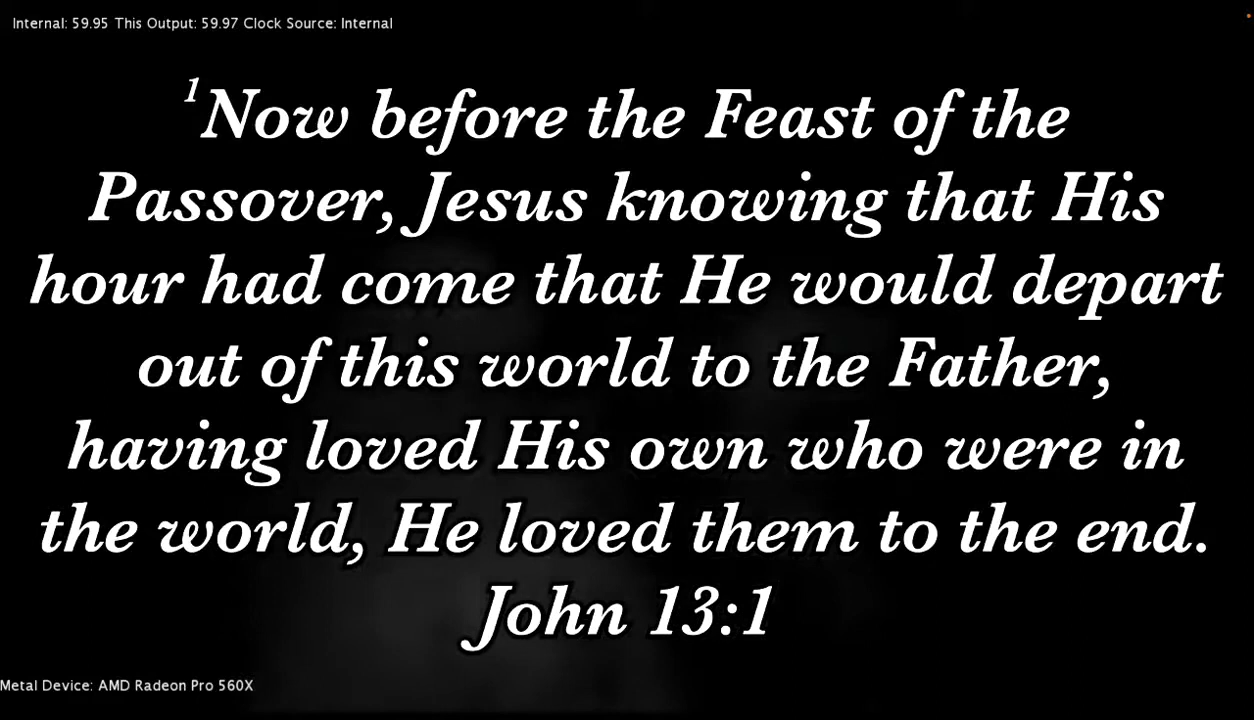 Internal: 59.95 This Output: 59.97 Clock Source: Internal
1Now before the Feast of the
Passover, Jesus knowing that His
hour had come that He would depart
out of this world to the Father,
having loved His own who were in
the world, He loved them to the end.
John 13:1
Metal Device: AMD Radeon Pro 560X